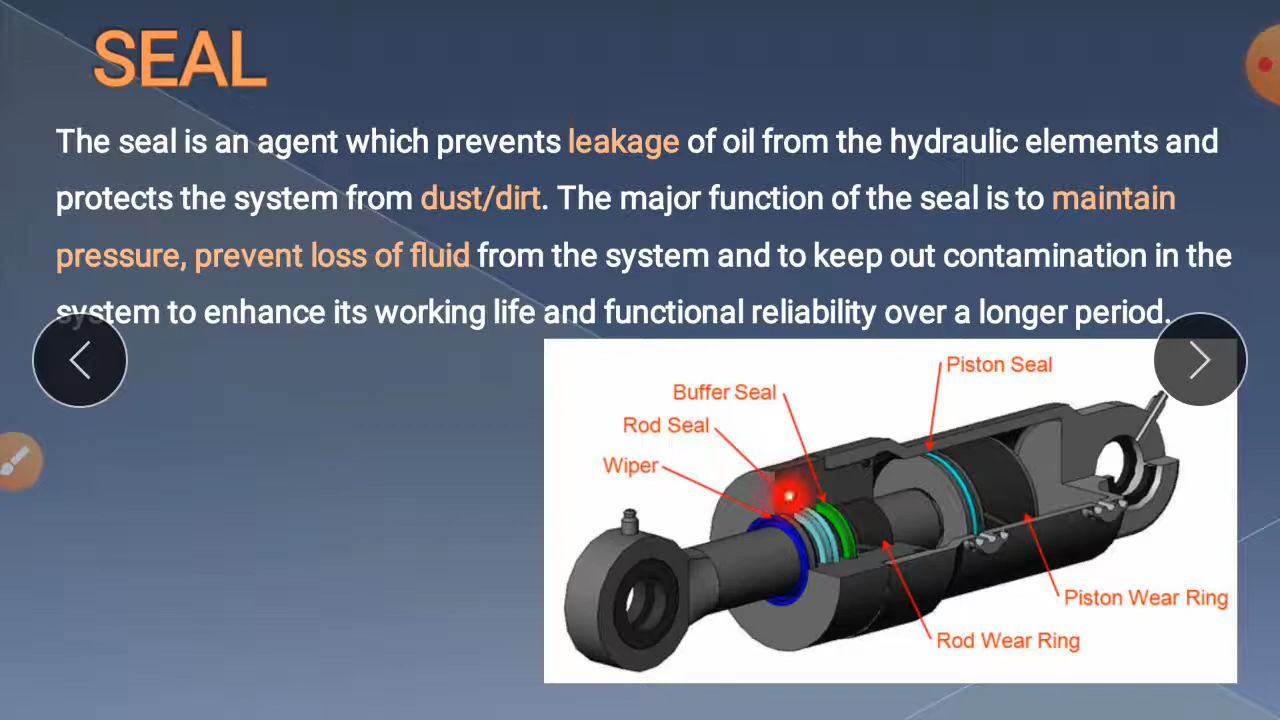 SEAL
The seal is an agent which prevents leakage of oil from the hydraulic elements and
protects the system from dust/dirt. The major function of the seal is to maintain
pressure, prevent loss of fluid from the system and to keep out contamination in the
system to enhance its working life and functional reliability over a longer period.
Piston Seal
Buffer Seal
Rod Seal
Wiper
Piston Wear Ring
Rod Wear Ring